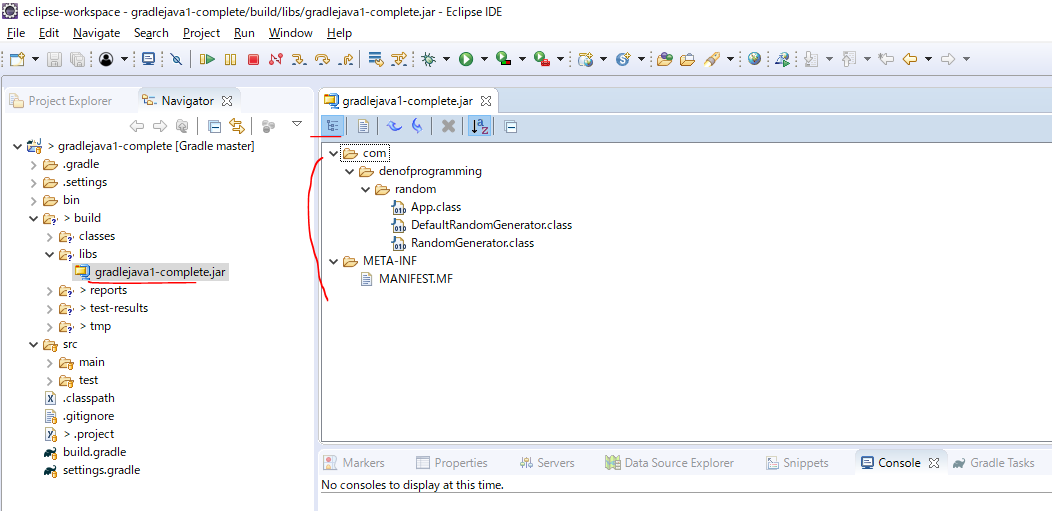 eclipse-workspace - gradlejava1-complete/build/libs/gradlejava1-complete.jar - Eclipse IDE
File Edit Navigate Search Project Run Window Help
Project Explorer
Navigator
> gradlejava1-complete [Gradle master]
.gradle
.settings
bin
> build
classes
libs
gradlejava1-complete.jar
> reports
> test-results
> tmp
src
main
test
.classpath
.gitignore
> .project
build.gradle
settings.gradle
gradlejava1-complete.jar
com
denofprogramming
random
App.class
DefaultRandomGenerator.class
RandomGenerator.class
META-INF
MANIFEST.MF
Markers Properties Servers Data Source Explorer Snippets Console Gradle Tasks
No consoles to display at this time.